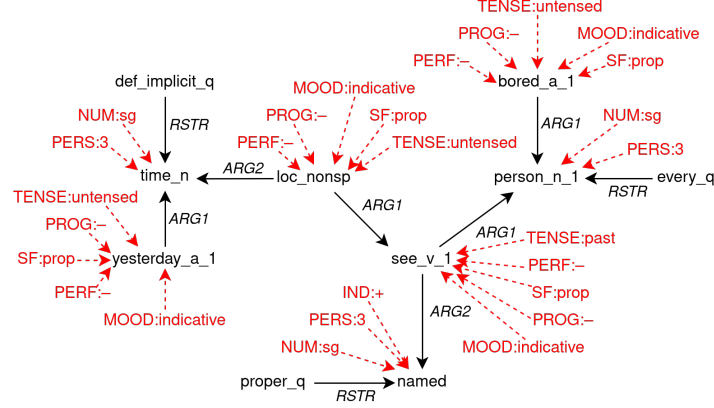 TENSE:untensed
PROG:–
MOOD:indicative
PERF:–
SF:prop
def_implicit_q
MOOD:indicative
bored_a_1
NUM:sg
PROG:–
SF:prop
NUM:sg
RSTR
ARG1
PERS:3
PERF:–
TENSE:untensed
PERS:3
time_n
ARG2
loc_nonsp
person_n_1
every_q
RSTR
TENSE:untensed
ARG1
PROG:–
ARG1
ARG1
TENSE:past
SF:prop
yesterday_a_1
see_v_1
PERF:–
PERF:–
IND:+
SF:prop
MOOD:indicative
PERS:3
ARG2
PROG:–
NUM:sg
MOOD:indicative
proper_q
RSTR
named